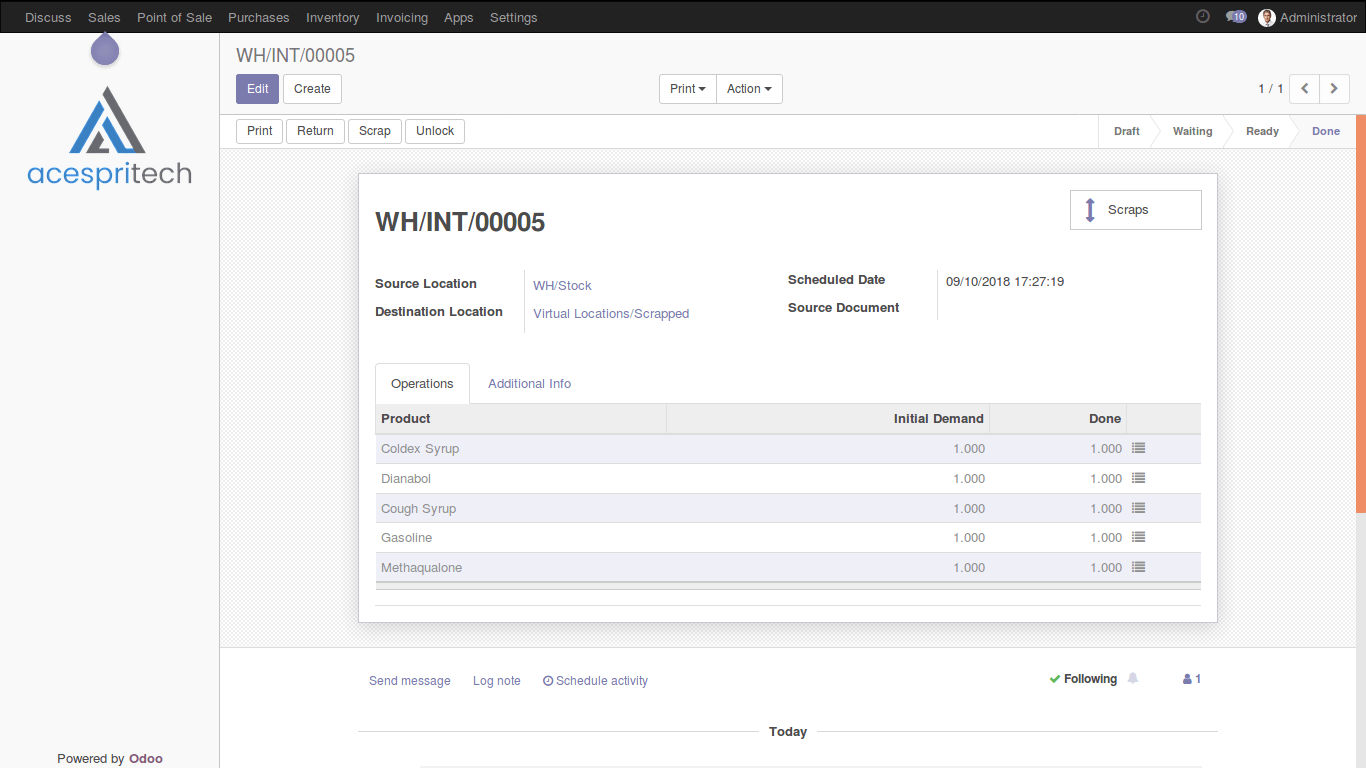 Discuss Sales Point of Sale Purchases Inventory Invoicing Apps Settings 10 Administrator
WH/INT/00005
Edit Create Print Action 1 / 1
Print Return Scrap Unlock Draft Waiting Ready Done
acespritech
Scraps
WH/INT/00005
Source Location WH/Stock Scheduled Date 09/10/2018 17:27:19
Destination Location Virtual Locations/Scrapped Source Document
Operations Additional Info
Product Initial Demand Done
Coldex Syrup 1.000 1.000
Dianabol 1.000 1.000
Cough Syrup 1.000 1.000
Gasoline 1.000 1.000
Methaqualone 1.000 1.000
Send message Log note Schedule activity Following 1
Today
Powered by Odoo